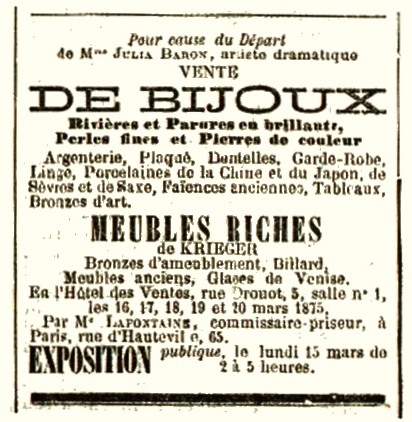 Pour cause du Départ
de Mme JULIA BARON, artiste dramatique
VENTE
DE BIJOUX
Rivières et Parures en brillants,
Perles fines et Pierres de couleur
Argenterie, Plaqué, Dentelles, Garde-Robe,
Linge, Porcelaines de la Chine et du Japon, de
Sèvres et de Saxe, Faïences anciennes, Tableaux,
Bronzes d'art.
MEUBLES RICHES
de KRIEGER
Bronzes d'ameublement, Billard,
Meubles anciens, Glaces de Venise.
En l'Hôtel des Ventes, rue Drouot, 5, salle n° 1,
les 16, 17, 18, 19 et 20 mars 1875,
Par Me LAFONTAINE, commissaire-priseur, à
Paris, rue d'Hauteville, 65.
EXPOSITION publique, le lundi 15 mars de
2 à 5 heures.